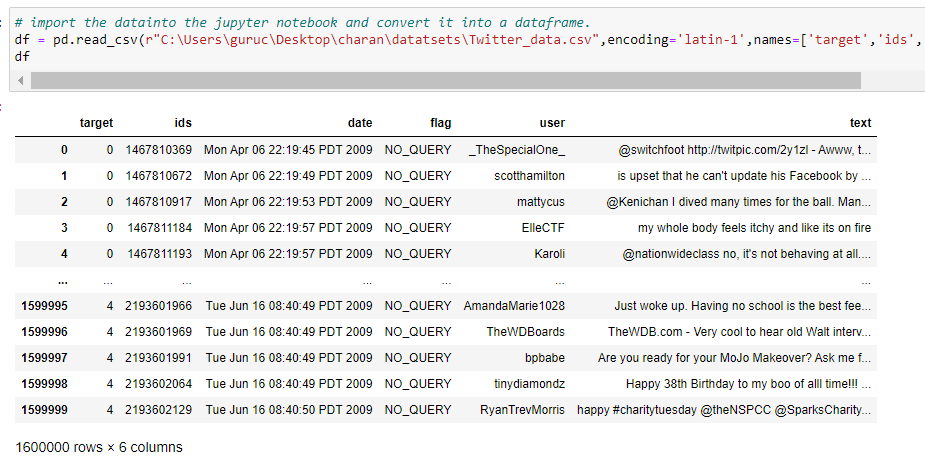 # import the datainto the jupyter notebook and convert it into a dataframe.
df = pd.read_csv(r"C:\Users\guruc\Desktop\charan\datatsets\Twitter_data.csv",encoding='latin-1',names=['target','ids',
df
target ids date flag user text
0 0 1467810369 Mon Apr 06 22:19:45 PDT 2009 NO_QUERY _TheSpecialOne_ @switchfoot http://twitpic.com/2y1zl - Awww, t...
1 0 1467810672 Mon Apr 06 22:19:49 PDT 2009 NO_QUERY scotthamilton is upset that he can't update his Facebook by ...
2 0 1467810917 Mon Apr 06 22:19:53 PDT 2009 NO_QUERY mattycus @Kenichan I dived many times for the ball. Man...
3 0 1467811184 Mon Apr 06 22:19:57 PDT 2009 NO_QUERY ElleCTF my whole body feels itchy and like its on fire
4 0 1467811193 Mon Apr 06 22:19:57 PDT 2009 NO_QUERY Karoli @nationwideclass no, it's not behaving at all....
... ... ... ... ... ... ...
1599995 4 2193601966 Tue Jun 16 08:40:49 PDT 2009 NO_QUERY AmandaMarie1028 Just woke up. Having no school is the best fee...
1599996 4 2193601969 Tue Jun 16 08:40:49 PDT 2009 NO_QUERY TheWDBoards TheWDB.com - Very cool to hear old Walt interv...
1599997 4 2193601991 Tue Jun 16 08:40:49 PDT 2009 NO_QUERY bpbabe Are you ready for your MoJo Makeover? Ask me f...
1599998 4 2193602064 Tue Jun 16 08:40:49 PDT 2009 NO_QUERY tinydiamondz Happy 38th Birthday to my boo of alll time!!! ...
1599999 4 2193602129 Tue Jun 16 08:40:50 PDT 2009 NO_QUERY RyanTrevMorris happy #charitytuesday @theNSPCC @SparksCharity...
1600000 rows × 6 columns